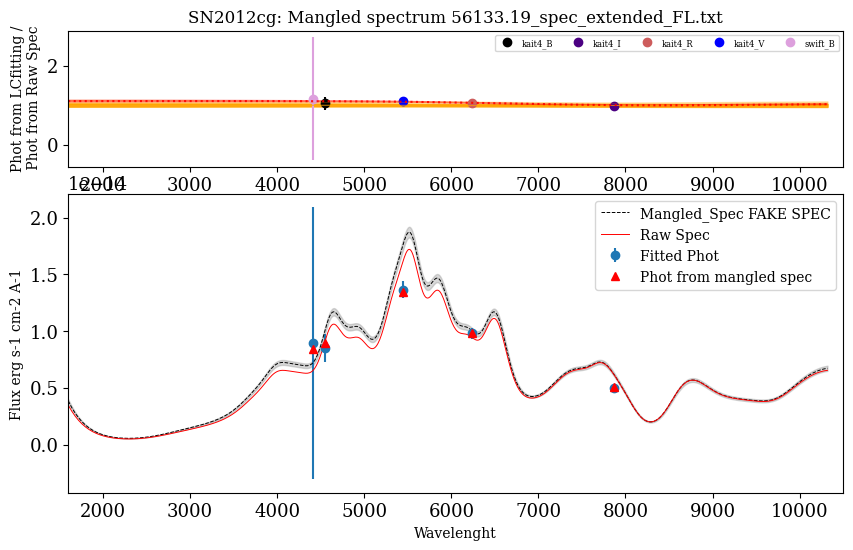 SN2012cg: Mangled spectrum 56133.19_spec_extended_FL.txt
Phot from LCfitting /
Phot from Raw Spec
2
0
kait4_B
kait4_I
kait4_R
kait4_V
swift_B
2000 3000 4000 5000 6000 7000 8000 9000 10000
1e−14
Flux erg s-1 cm-2 A-1
2.0
1.5
1.0
0.5
0.0
Mangled_Spec FAKE SPEC
Raw Spec
Fitted Phot
Phot from mangled spec
2000 3000 4000 5000 6000 7000 8000 9000 10000
Wavelenght